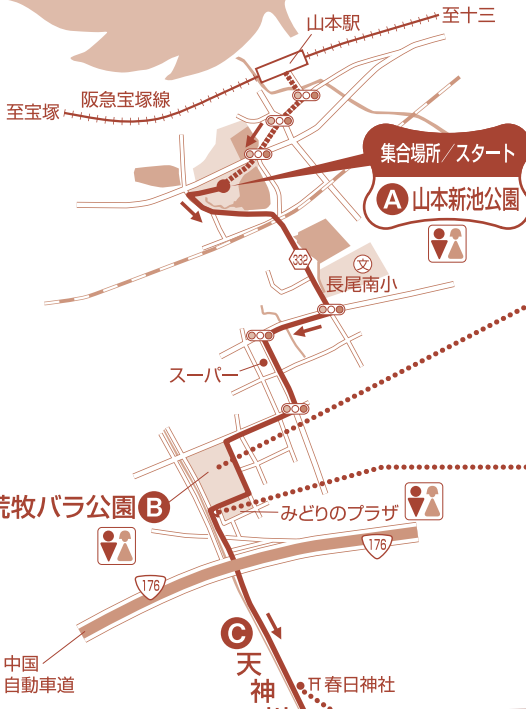 山本駅
至十三
阪急宝塚線
至宝塚
集合場所／スタート
A 山本新池公園
332
文
長尾南小
スーパー
荒牧バラ公園 B
みどりのプラザ
176
176
C
天神
中国
自動車道
春日神社